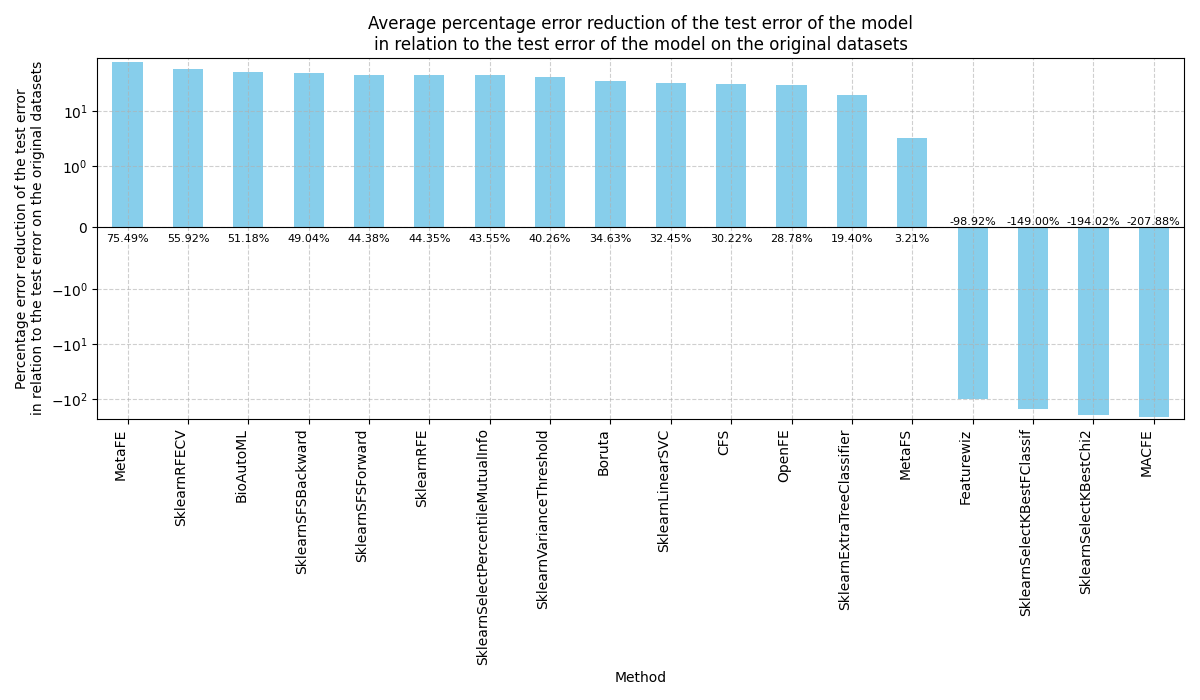 Average percentage error reduction of the test error of the model
in relation to the test error of the model on the original datasets
Percentage error reduction of the test error
in relation to the test error on the original datasets
10¹
10⁰
0
−10⁰
−10¹
−10²
75.49% 55.92% 51.18% 49.04% 44.38% 44.35% 43.55% 40.26% 34.63% 32.45% 30.22% 28.78% 19.40% 3.21%
-98.92% -149.00% -194.02% -207.88%
MetaFE
SklearnRFECV
BioAutoML
SklearnSFSBackward
SklearnSFSForward
SklearnRFE
SklearnSelectPercentileMutualInfo
SklearnVarianceThreshold
Boruta
SklearnLinearSVC
CFS
OpenFE
SklearnExtraTreeClassifier
MetaFS
Featurewiz
SklearnSelectKBestFClassif
SklearnSelectKBestChi2
MACFE
Method